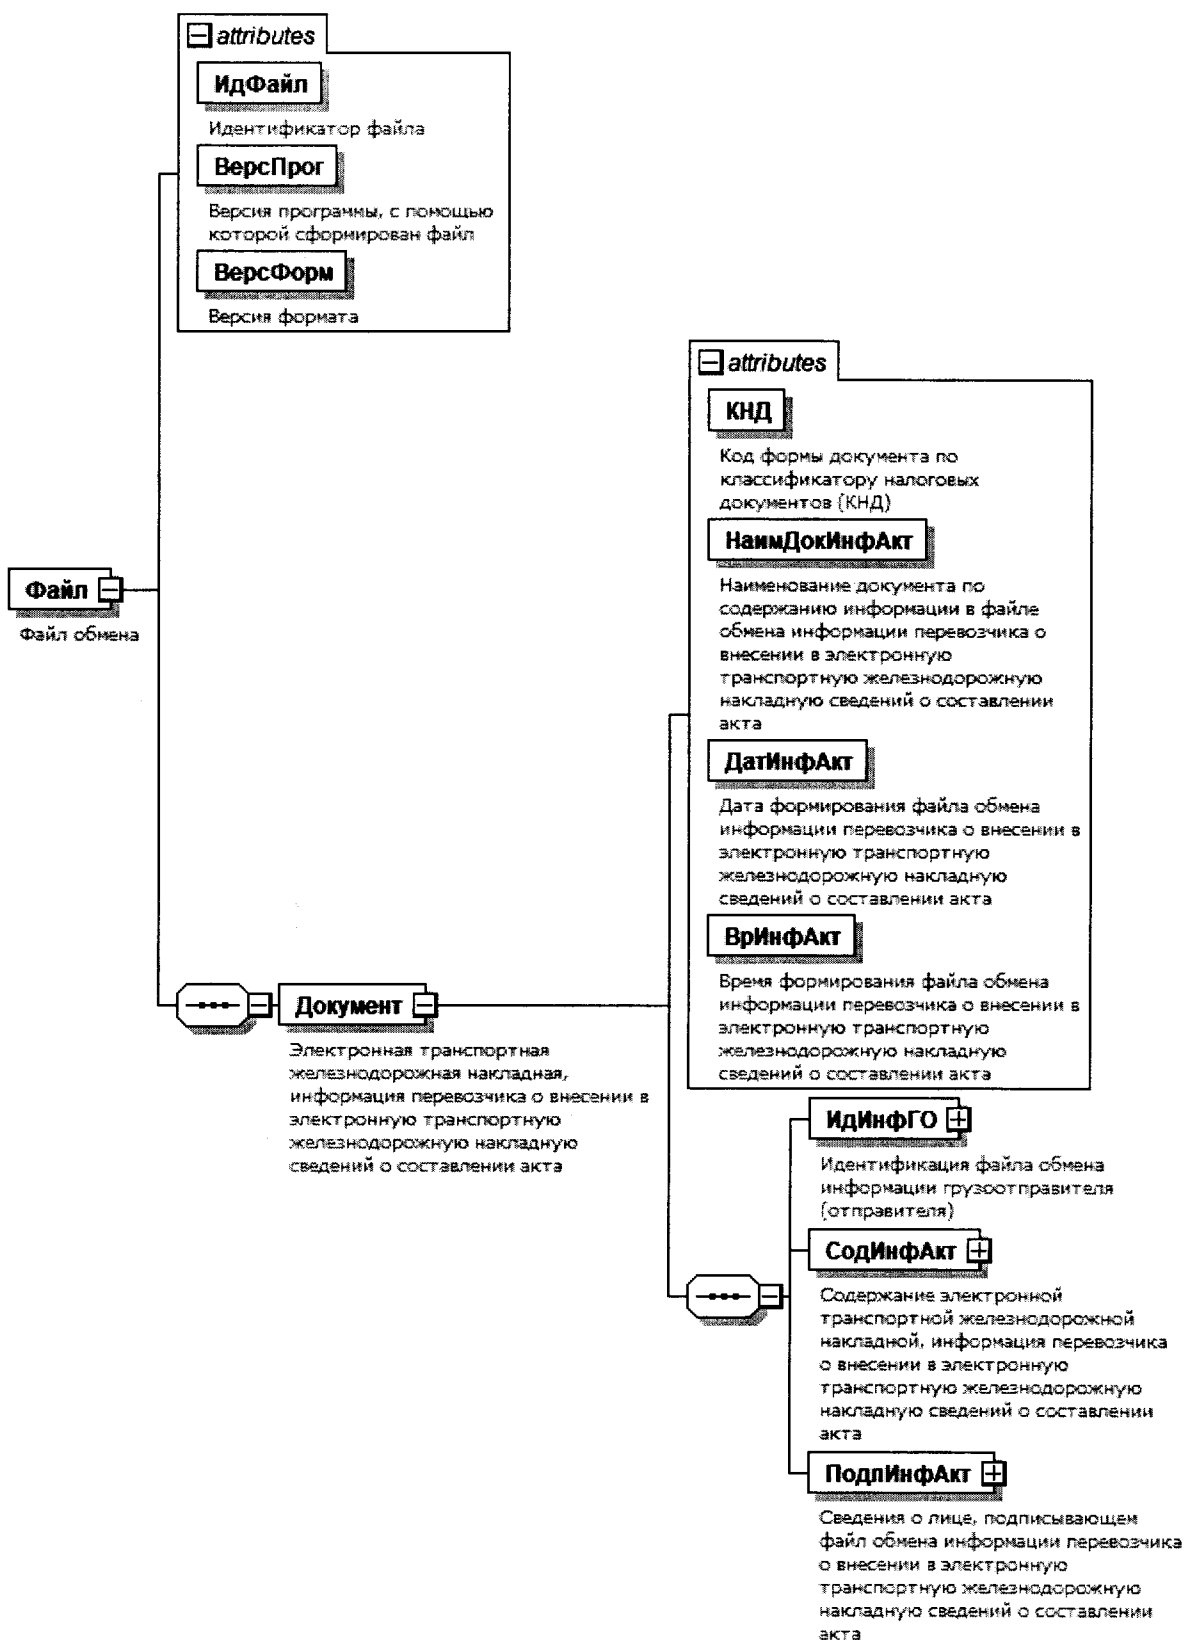 attributes
ИдФайл
Идентификатор файла
ВерсПрог
Версия программы, с помощью
которой сформирован файл
ВерсФорм
Версия формата
Файл
Файл обмена
Документ
Электронная транспортная
железнодорожная накладная,
информация перевозчика о внесении в
электронную транспортную
железнодорожную накладную
сведений о составлении акта
attributes
КНД
Код формы документа по
классификатору налоговых
документов (КНД)
НаимДокИнфАкт
Наименование документа по
содержанию информации в файле
обмена информации перевозчика о
внесении в электронную
транспортную железнодорожную
накладную сведений о составлении
акта
ДатИнфАкт
Дата формирования файла обмена
информации перевозчика о внесении в
электронную транспортную
железнодорожную накладную
сведений о составлении акта
ВрИнфАкт
Время формирования файла обмена
информации перевозчика о внесении в
электронную транспортную
железнодорожную накладную
сведений о составлении акта
ИдИнфГО
Идентификация файла обмена
информации грузоотправителя
(отправителя)
СодИнфАкт
Содержание электронной
транспортной железнодорожной
накладной, информация перевозчика
о внесении в электронную
транспортную железнодорожную
накладную сведений о составлении
акта
ПодпИнфАкт
Сведения о лице, подписывающем
файл обмена информации перевозчика
о внесении в электронную
транспортную железнодорожную
накладную сведений о составлении
акта